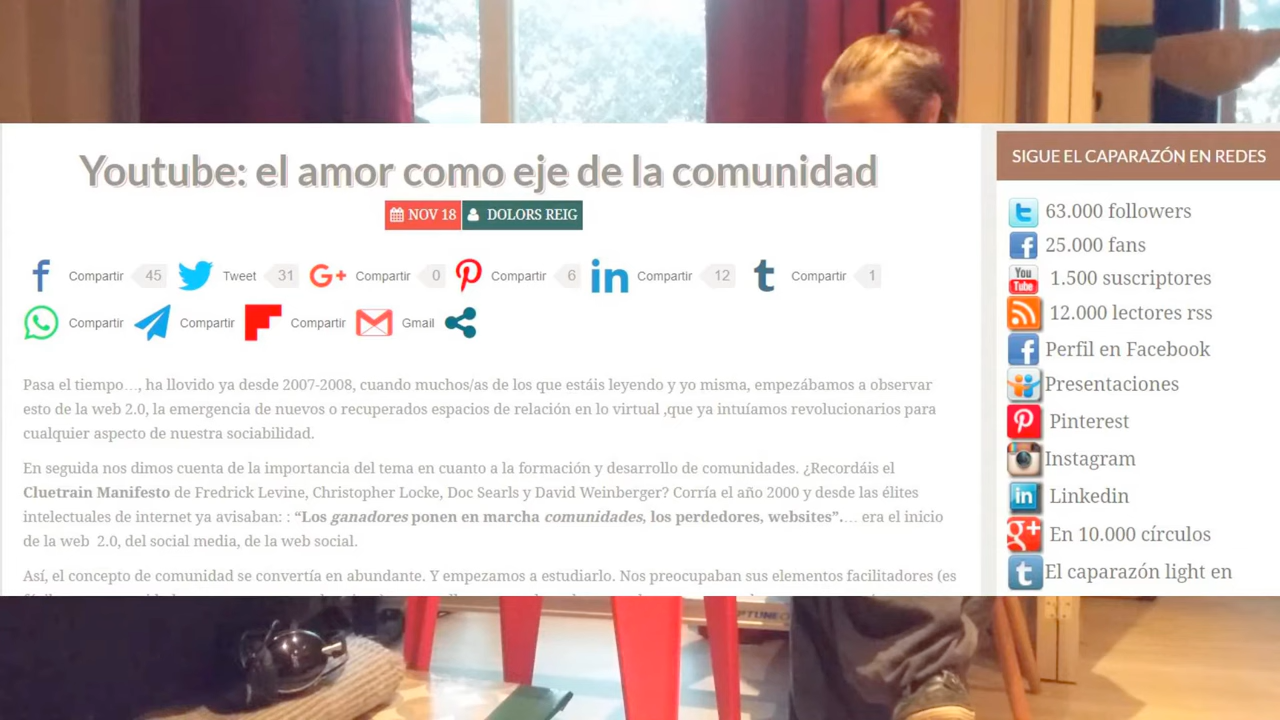 Youtube: el amor como eje de la comunidad
NOV 18 DOLORS REIG
Compartir 45 Tweet 31 Compartir 0 Compartir 6 Compartir 12 Compartir 1
Compartir Compartir Compartir Gmail
Pasa el tiempo…, ha llovido ya desde 2007-2008, cuando muchos/as de los que estáis leyendo y yo misma, empezábamos a observar
esto de la web 2.0, la emergencia de nuevos o recuperados espacios de relación en lo virtual ,que ya intuíamos revolucionarios para
cualquier aspecto de nuestra sociabilidad.
En seguida nos dimos cuenta de la importancia del tema en cuanto a la formación y desarrollo de comunidades. ¿Recordáis el
Cluetrain Manifesto de Fredrick Levine, Christopher Locke, Doc Searls y David Weinberger? Corría el año 2000 y desde las élites
intelectuales de internet ya avisaban: : “Los ganadores ponen en marcha comunidades, los perdedores, websites”.… era el inicio
de la web 2.0, del social media, de la web social.
Así, el concepto de comunidad se convertiría en abundante. Y empezamos a estudiarlo. Nos preocupaban sus elementos facilitadores (es
SIGUE EL CAPARAZÓN EN REDES
63.000 followers
25.000 fans
You Tube 1.500 suscriptores
12.000 lectores rss
Perfil en Facebook
Presentaciones
Pinterest
Instagram
Linkedin
En 10.000 círculos
El caparazón light en